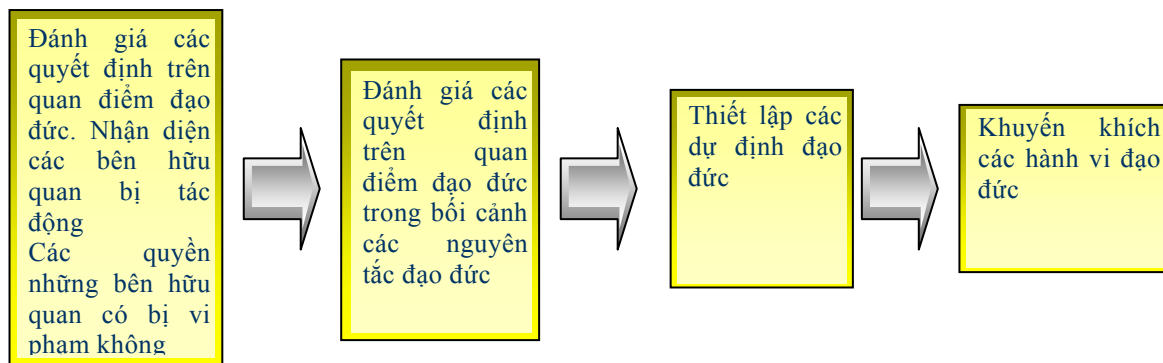 Đánh giá các
quyết định trên
quan điểm đạo
đức. Nhận diện
các bên hữu
quan bị tác
động
Các quyền
những bên hữu
quan có bị vi
phạm không
Đánh giá các
quyết định
trên quan
điểm đạo đức
trong bối cảnh
các nguyên
tắc đạo đức
Thiết lập các
dự định đạo
đức
Khuyến khích
các hành vi đạo
đức